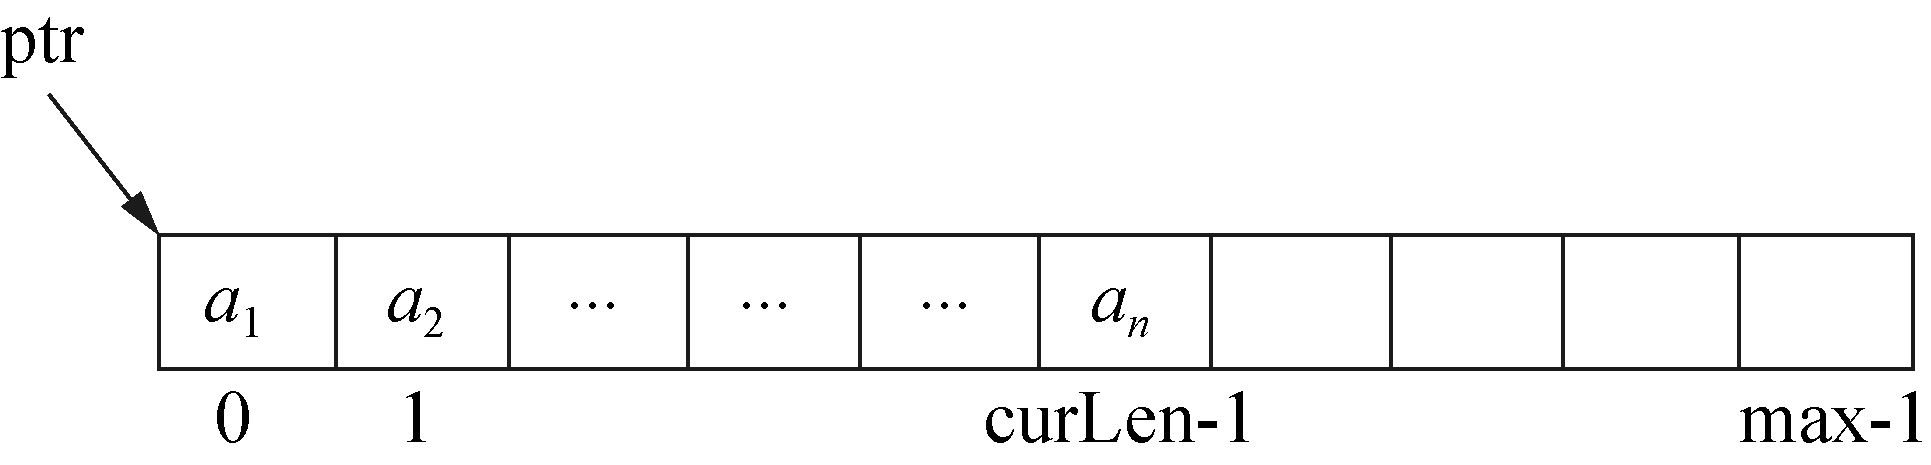 ptr
a₁ a₂ ... ... ... aₙ
0 1 curLen-1 max-1